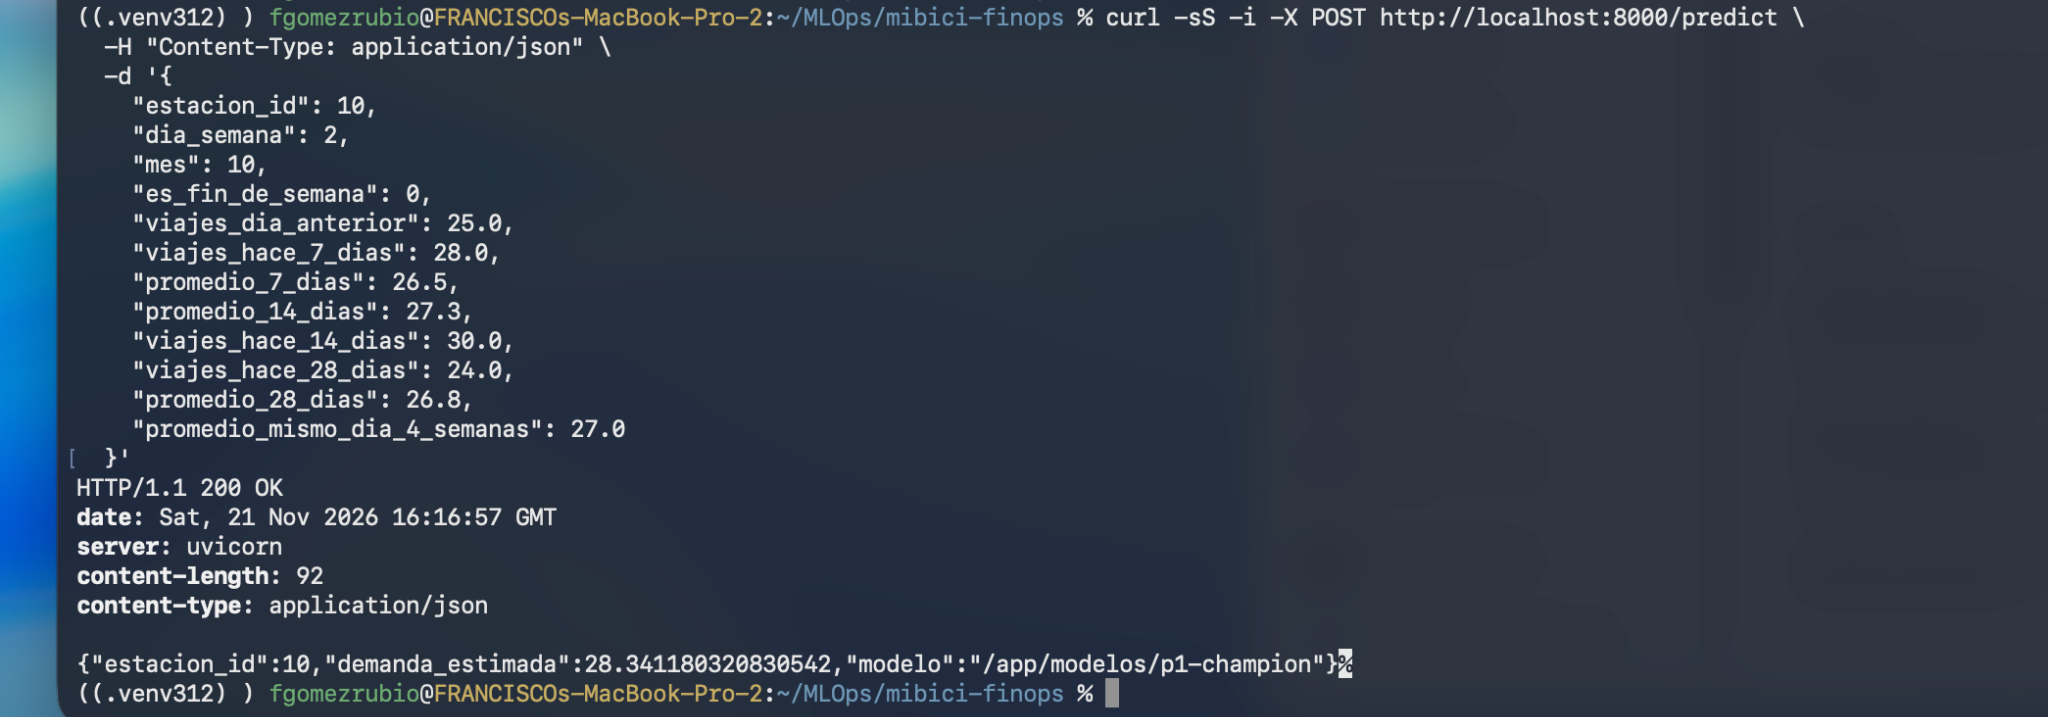 ((.venv312) ) fgomezrubio@FRANCISCOs-MacBook-Pro-2:~/MLOps/mibici-finops % curl -sS -i -X POST http://localhost:8000/predict \
  -H "Content-Type: application/json" \
  -d '{
    "estacion_id": 10,
    "dia_semana": 2,
    "mes": 10,
    "es_fin_de_semana": 0,
    "viajes_dia_anterior": 25.0,
    "viajes_hace_7_dias": 28.0,
    "promedio_7_dias": 26.5,
    "promedio_14_dias": 27.3,
    "viajes_hace_14_dias": 30.0,
    "viajes_hace_28_dias": 24.0,
    "promedio_28_dias": 26.8,
    "promedio_mismo_dia_4_semanas": 27.0
[  }'
HTTP/1.1 200 OK
date: Sat, 21 Nov 2026 16:16:57 GMT
server: uvicorn
content-length: 92
content-type: application/json

{"estacion_id":10,"demanda_estimada":28.341180320830542,"modelo":"/app/modelos/p1-champion"}%
((.venv312) ) fgomezrubio@FRANCISCOs-MacBook-Pro-2:~/MLOps/mibici-finops %